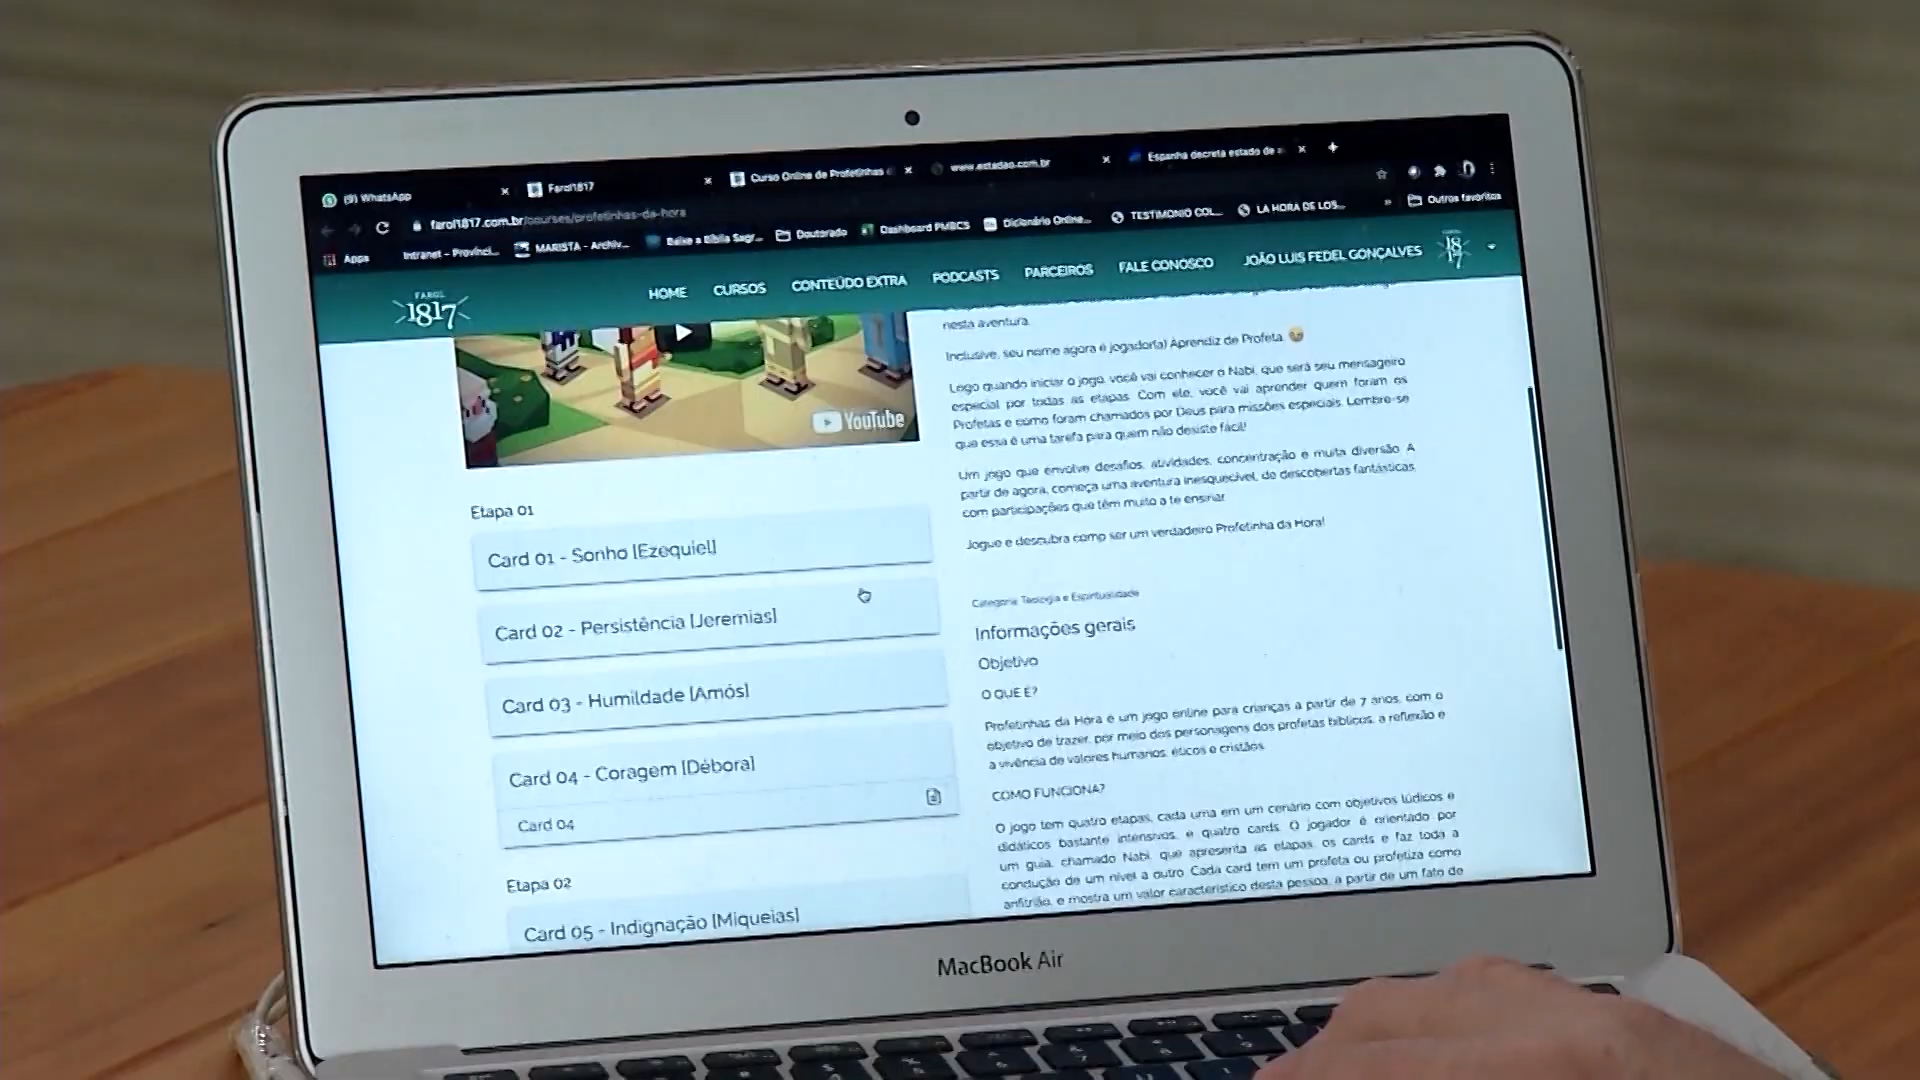 (9) WhatsApp
Farol1817
Curso Online de Profetinhas
www.estadao.com.br
Espanha decreta estado de
farol1817.com.br/courses/profetinhas-da-hora
Apps
Intranet - Provinci...
MARISTA - Archiv...
Baixe a Bíblia Sagr...
Doutorado
Dashboard PMBCS
Dicionário Online...
TESTIMONIO COL...
LA HORA DE LOS...
»
Outros favoritos
FAROL
1817
HOME
CURSOS
CONTEÚDO EXTRA
PODCASTS
PARCEIROS
FALE CONOSCO
JOÃO LUIS FEDEL GONÇALVES
1817
YouTube
Etapa 01
Card 01 - Sonho [Ezequiel]
Card 02 - Persistência [Jeremias]
Card 03 - Humildade [Amós]
Card 04 - Coragem [Débora]
Card 04
Etapa 02
Card 05 - Indignação [Miqueias]
nesta aventura.
Inclusive, seu nome agora é jogador(a) Aprendiz de Profeta. 😉
Logo quando iniciar o jogo, você vai conhecer o Nabi, que será seu mensageiro
especial por todas as etapas. Com ele, você vai aprender quem foram os
Profetas e como foram chamados por Deus para missões especiais. Lembre-se
que essa é uma tarefa para quem não desiste fácil!
Um jogo que envolve desafios, atividades, concentração e muita diversão. A
partir de agora, começa uma aventura inesquecível, de descobertas fantásticas,
com participações que têm muito a te ensinar.
Jogue e descubra como ser um verdadeiro Profetinha da Hora!
Categoria: Teologia e Espiritualidade
Informações gerais
Objetivo
O QUE É?
Profetinhas da Hora é um jogo online para crianças a partir de 7 anos, com o
objetivo de trazer, por meio dos personagens dos profetas bíblicos, a reflexão e
a vivência de valores humanos, éticos e cristãos.
COMO FUNCIONA?
O jogo tem quatro etapas, cada uma em um cenário com objetivos lúdicos e
didáticos bastante intensivos, e quatro cards. O jogador é orientado por
um guia, chamado Nabi, que apresenta as etapas, os cards e faz toda a
condução de um nível a outro. Cada card tem um profeta ou profetiza como
anfitrião, e mostra um valor característico desta pessoa, a partir de um fato de
MacBook Air